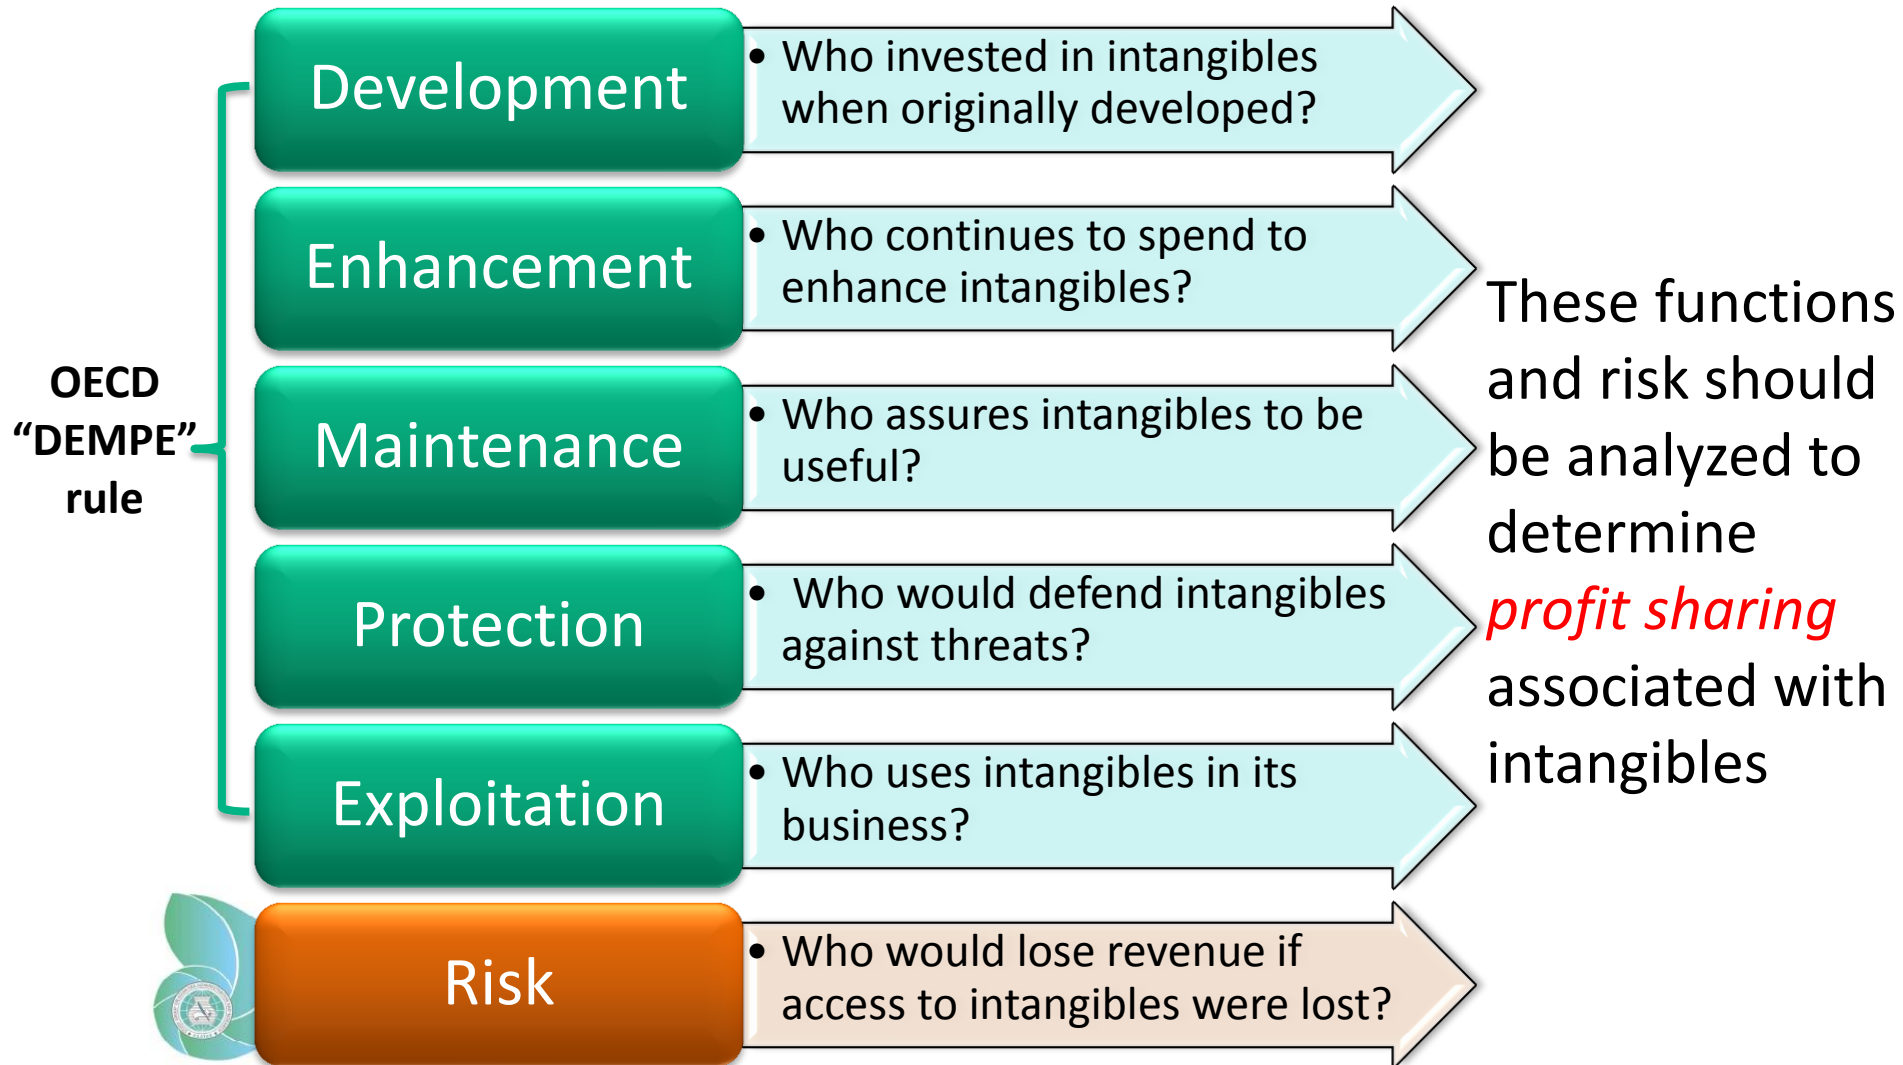 OECD
“DEMPE”
rule
Development
• Who invested in intangibles
when originally developed?
Enhancement
• Who continues to spend to
enhance intangibles?
Maintenance
• Who assures intangibles to be
useful?
Protection
• Who would defend intangibles
against threats?
Exploitation
• Who uses intangibles in its
business?
Risk
• Who would lose revenue if
access to intangibles were lost?
These functions
and risk should
be analyzed to
determine
profit sharing
associated with
intangibles